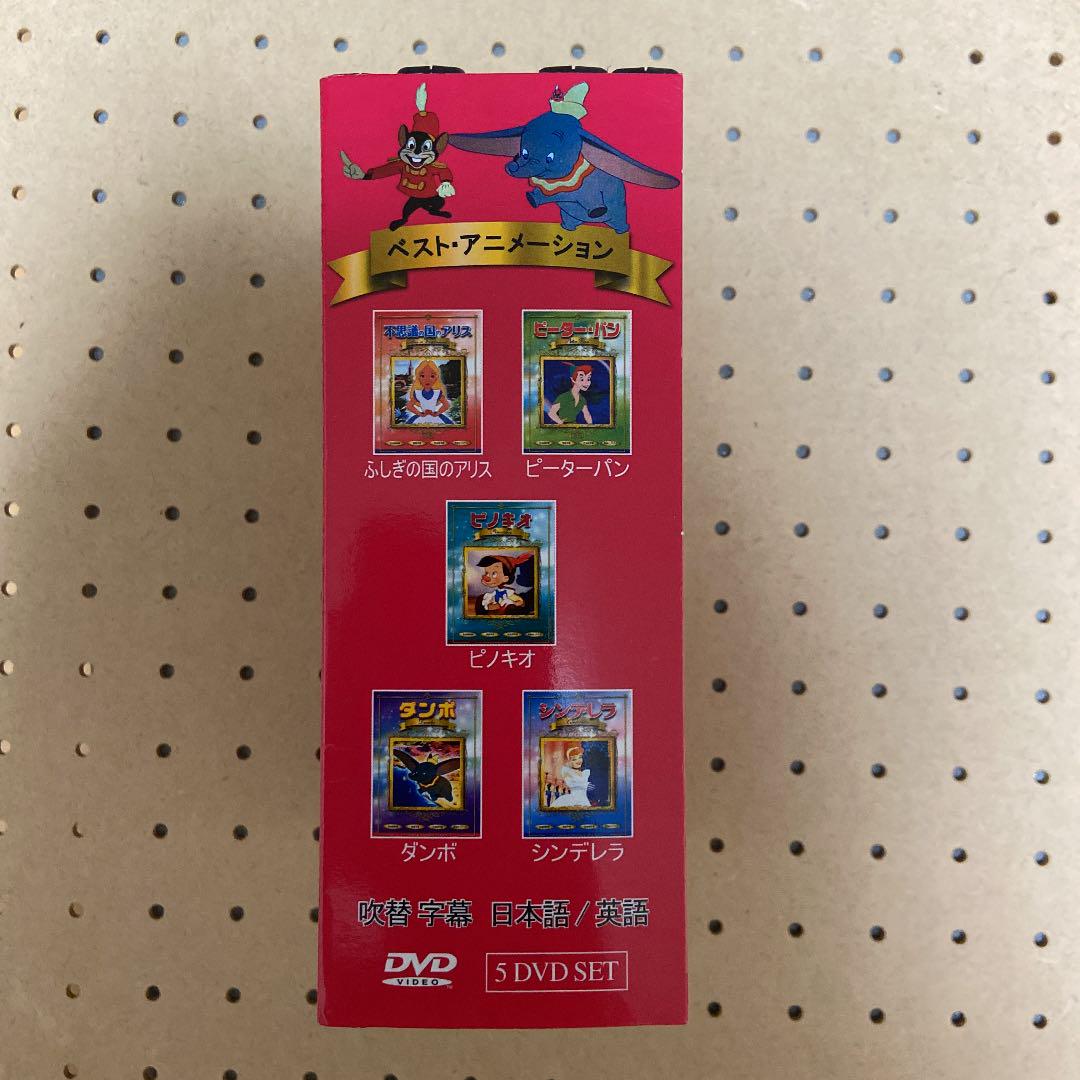 ベスト・アニメーション
不思議の国のアリス
ピーター・パン
ふしぎの国のアリス
ピーターパン
ピノキオ
ピノキオ
ダンボ
シンデレラ
ダンボ
シンデレラ
吹替 字幕 日本語/英語
DVD
VIDEO
5 DVD SET